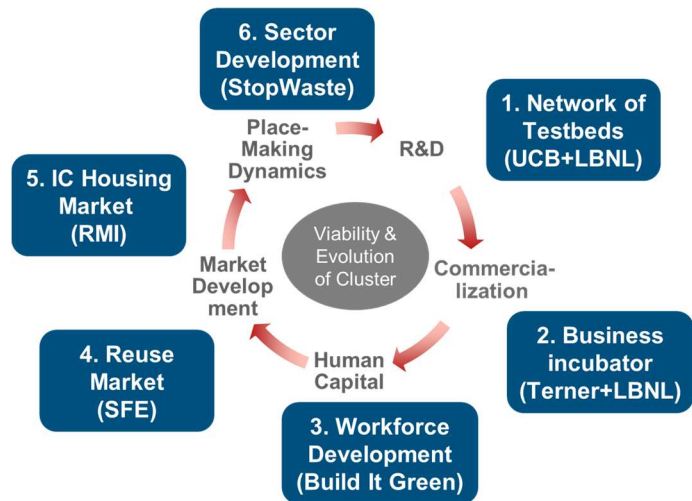 6. Sector
Development
(StopWaste)
Place-
Making
Dynamics
R&D
1. Network of
Testbeds
(UCB+LBNL)
5. IC Housing
Market
(RMI)
Viability &
Evolution
of Cluster
Market
Develop
ment
Commercia-
lization
4. Reuse
Market
(SFE)
Human
Capital
2. Business
incubator
(Terner+LBNL)
3. Workforce
Development
(Build It Green)